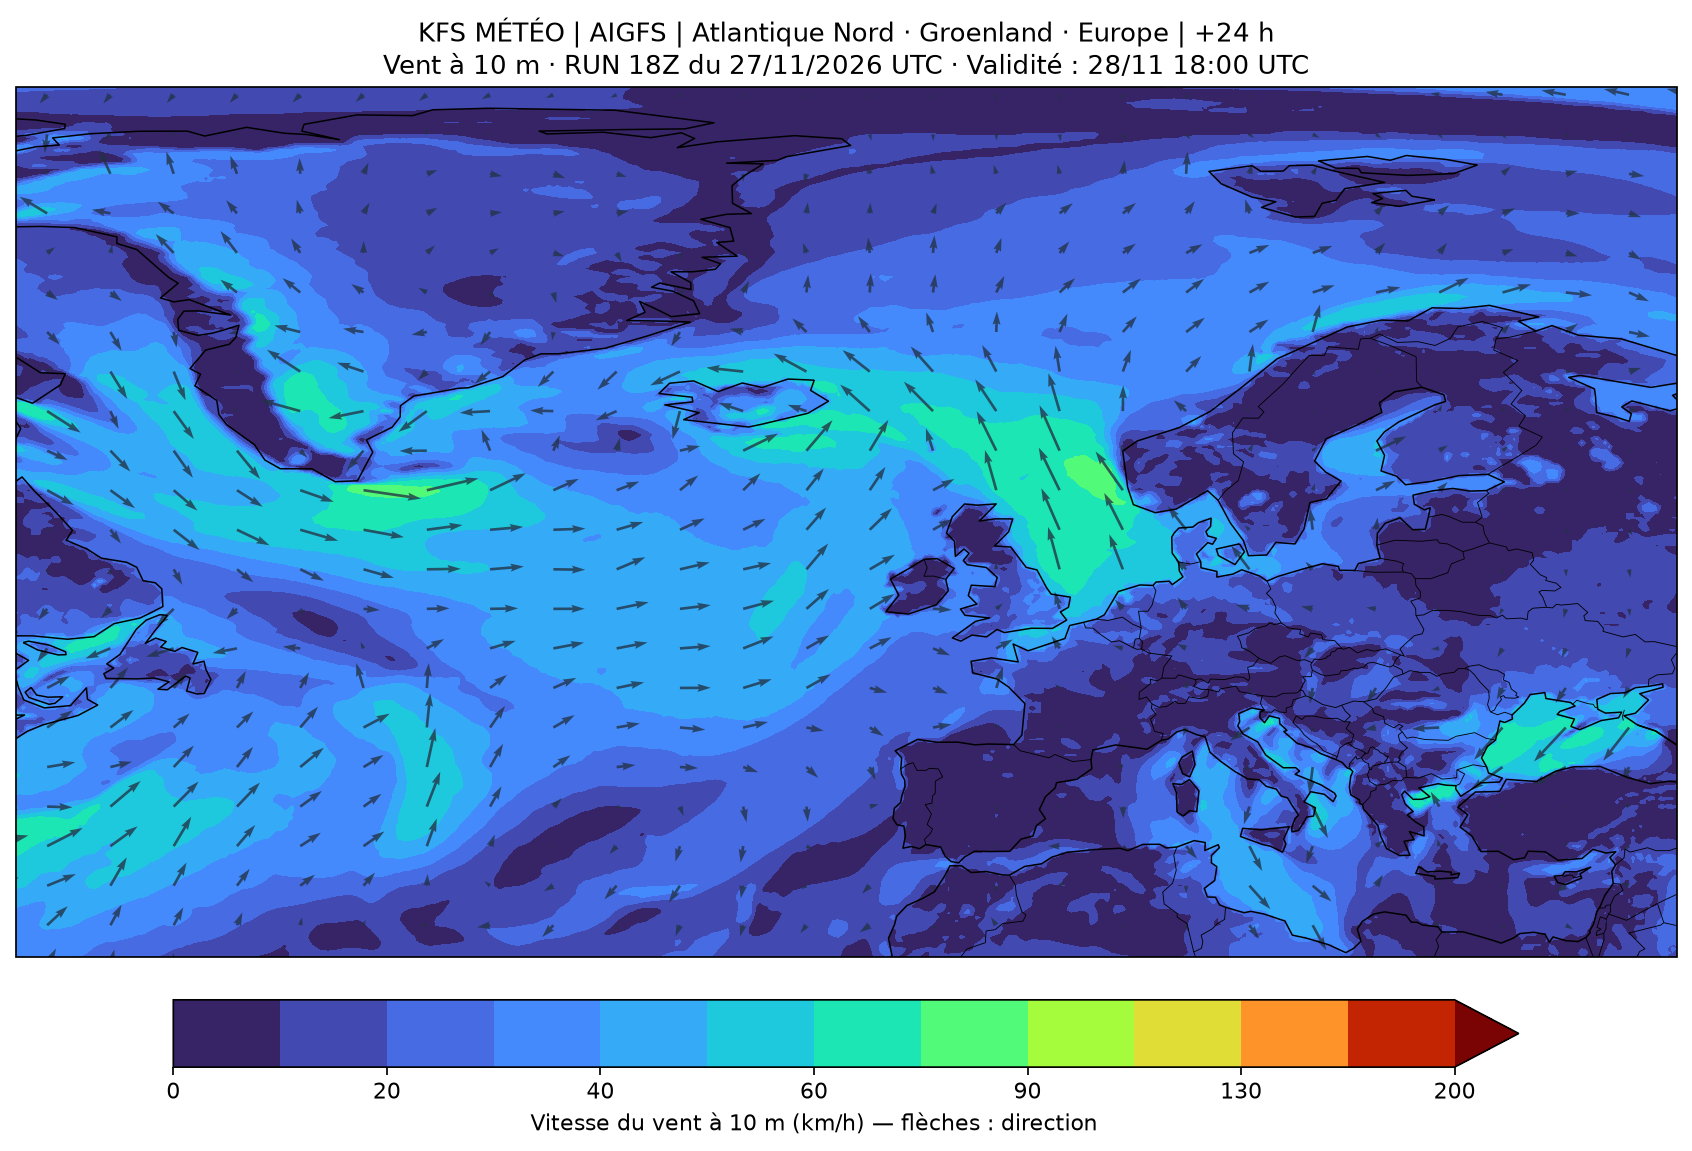 KFS MÉTÉO | AIGFS | Atlantique Nord · Groenland · Europe | +24 h
Vent à 10 m · RUN 18Z du 27/11/2026 UTC · Validité : 28/11 18:00 UTC
0 20 40 60 90 130 200
Vitesse du vent à 10 m (km/h) — flèches : direction